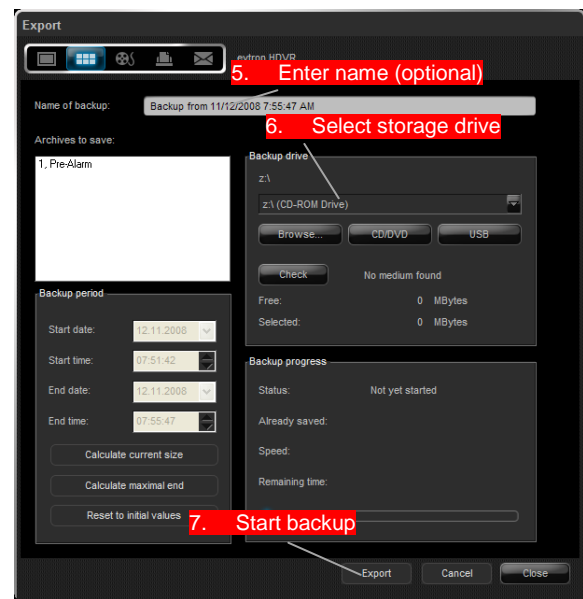 Export
eytron HDVR
5. Enter name (optional)
Name of backup: Backup from 11/12/2008 7:55:47 AM
6. Select storage drive
Archives to save:
1, Pre-Alarm
Backup drive
z:\
z:\ (CD-ROM Drive)
Browse... CD/DVD USB
Check No medium found
Free: 0 MBytes
Selected: 0 MBytes
Backup period
Start date: 12.11.2008
Start time: 07:51:42
End date: 12.11.2008
End time: 07:55:47
Calculate current size
Calculate maximal end
Reset to initial values
Backup progress
Status: Not yet started
Already saved:
Speed:
Remaining time:
7. Start backup
Export Cancel Close